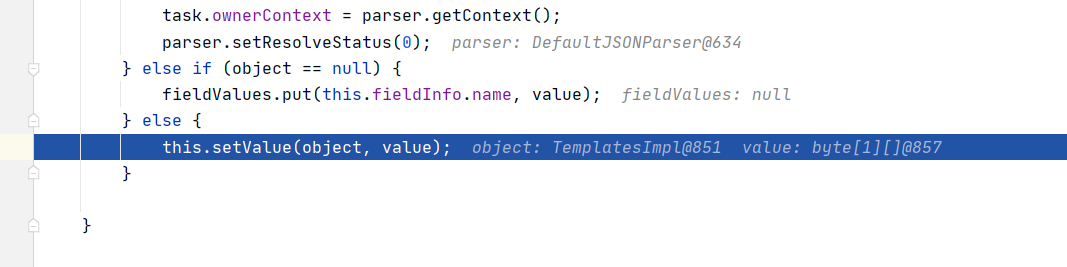 task.ownerContext = parser.getContext();
parser.setResolveStatus(0);  parser: DefaultJSONParser@634
} else if (object == null) {
fieldValues.put(this.fieldInfo.name, value);  fieldValues: null
} else {
this.setValue(object, value);  object: TemplatesImpl@851  value: byte[1][]@857
}
}